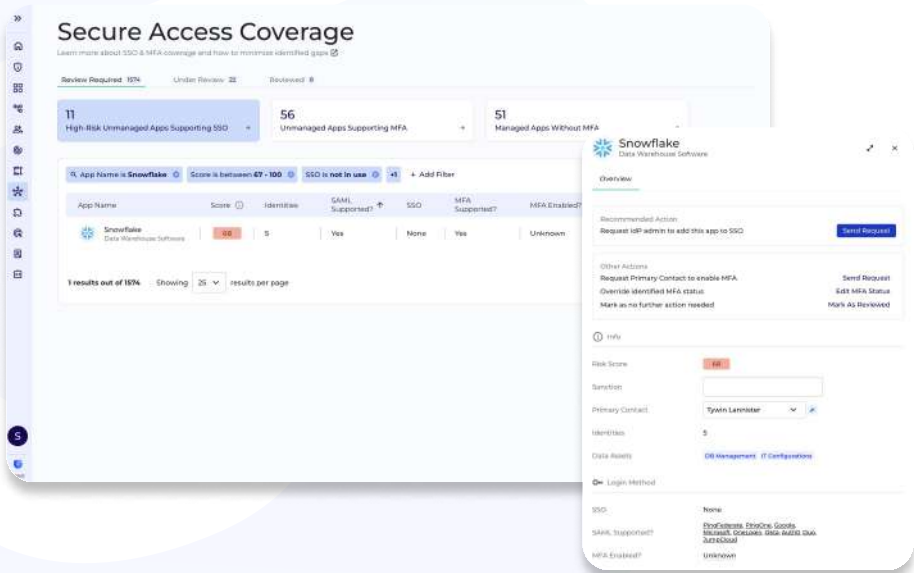 Secure Access Coverage
Learn more about SSO & MFA coverage and how to minimize identified gaps
Review Required 1574 Under Review 22 Reviewed 8
11
High-Risk Unmanaged Apps Supporting SSO
56
Unmanaged Apps Supporting MFA
51
Managed Apps Without MFA
App Name is Snowflake Score is between 67 - 100 SSO is not in use +1 + Add Filter
App Name Score Identities SAML Supported? SSO MFA Supported? MFA Enabled?
Snowflake 68 5 Yes None Yes Unknown
Data Warehouse Software
1 results out of 1574 Showing 25 results per page
S
Snowflake
Data Warehouse Software
Overview
Recommended Action
Request IdP admin to add this app to SSO Send Request
Other Actions
Request Primary Contact to enable MFA Send Request
Override identified MFA status Edit MFA Status
Mark as no further action needed Mark As Reviewed
Info
Risk Score 68
Sanction
Primary Contact Tywin Lannister
Identities 5
Data Assets DB Management IT Configurations
Login Method
SSO None
SAML Supported? PingFederate, PingOne, Google,
Microsoft, OneLogin, Okta, Auth0, Duo,
JumpCloud
MFA Enabled? Unknown